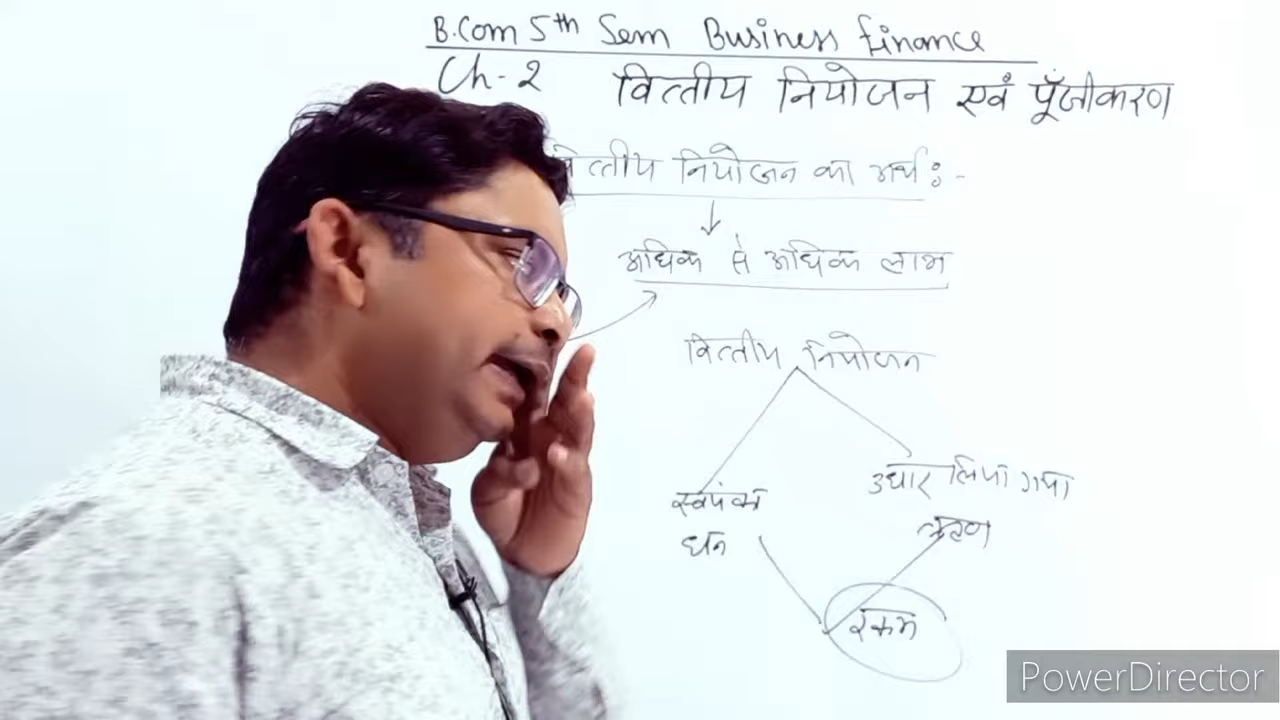 B.Com 5th Sem Business finance
Ch-2 वित्तीय नियोजन एवं पूँजीकरण
वित्तीय नियोजन का अर्थ :-
अधिक से अधिक लाभ
वित्तीय नियोजन
स्वयं का उधार लिया गया
धन ऋण
रकम
PowerDirector